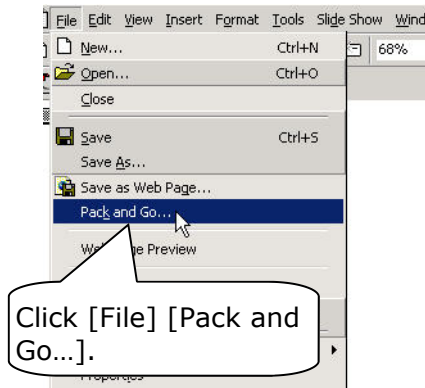 File Edit View Insert Format Tools Slide Show Wind
New... Ctrl+N
68%
Open... Ctrl+O
Close
Save Ctrl+S
Save As...
Save as Web Page...
Pack and Go...
Click [File] [Pack and
Go...].